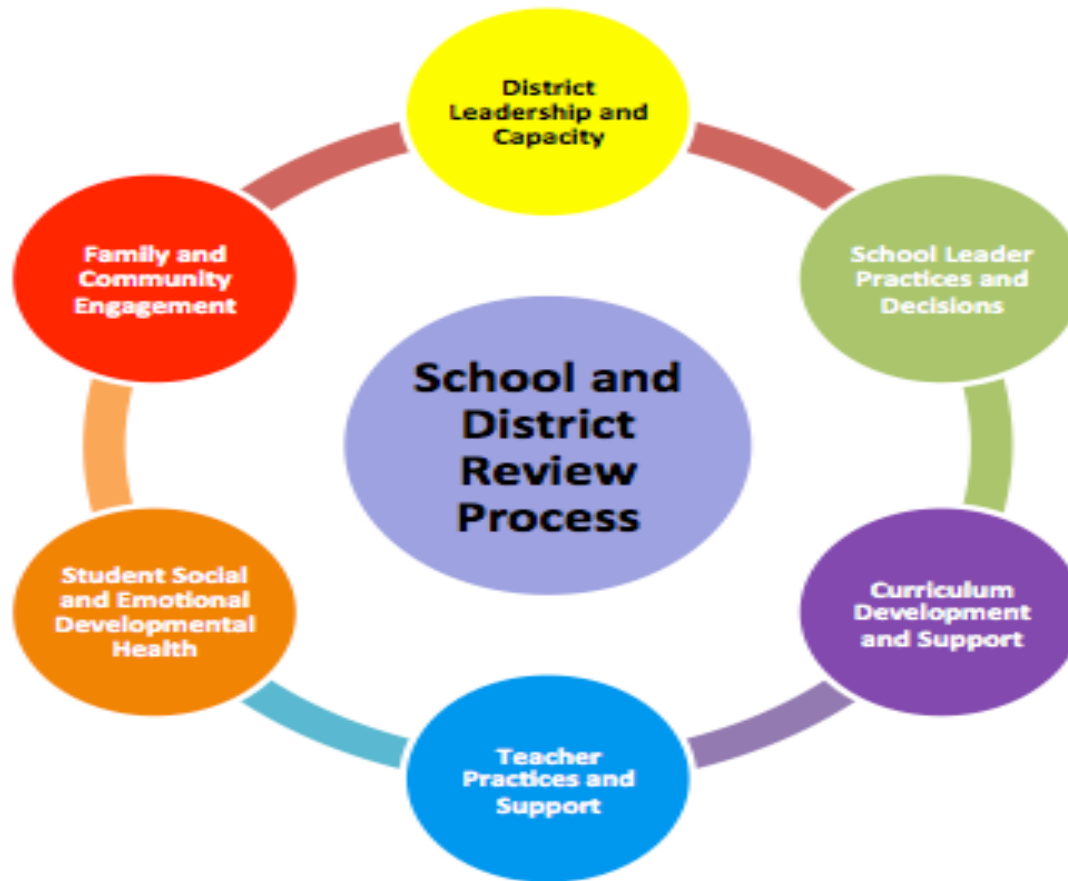 District
Leadership and
Capacity
School Leader
Practices and
Decisions
Curriculum
Development
and Support
Teacher
Practices and
Support
Student Social
and Emotional
Developmental
Health
Family and
Community
Engagement
School and
District
Review
Process